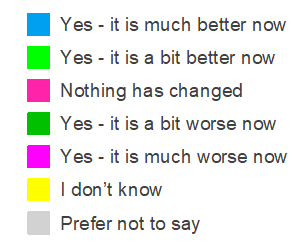 Yes - it is much better now
Yes - it is a bit better now
Nothing has changed
Yes - it is a bit worse now
Yes - it is much worse now
I don’t know
Prefer not to say